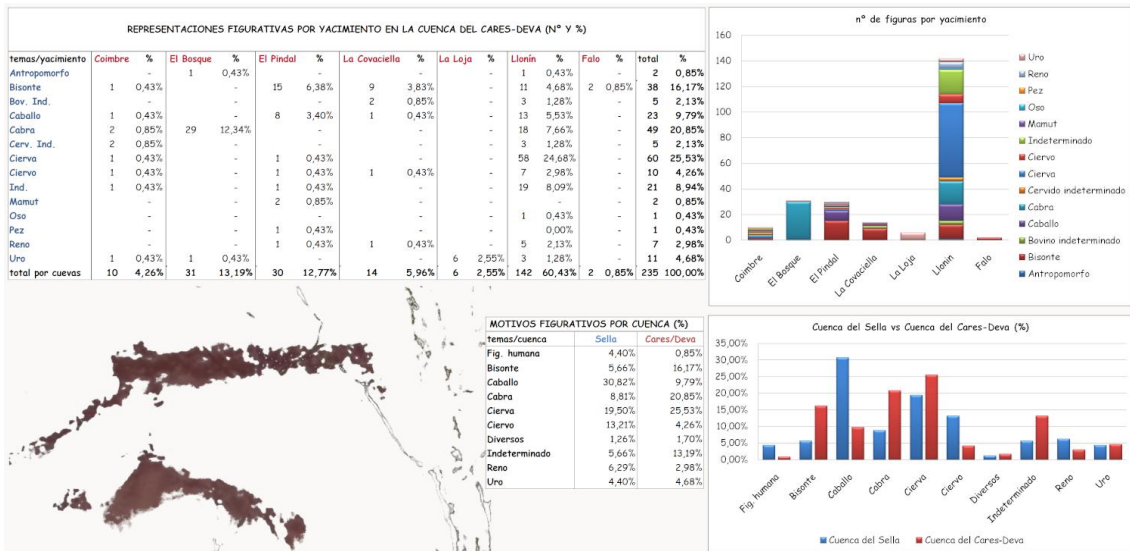 REPRESENTACIONES FIGURATIVAS POR YACIMIENTO EN LA CUENCA DEL CARES-DEVA (Nº Y %)
temas/yacimiento Coimbre % El Bosque % El Pindal % La Covaciella % La Loja % Llonín % Falo % total %
Antropomorfo - 1 0,43% - - - 1 0,43% - 2 0,85%
Bisonte 1 0,43% - 15 6,38% 9 3,83% - 11 4,68% 2 0,85% 38 16,17%
Bov. Ind. - - - 2 0,85% - 3 1,28% - 5 2,13%
Caballo 1 0,43% - 8 3,40% 1 0,43% - 13 5,53% - 23 9,79%
Cabra 2 0,85% 29 12,34% - - - 18 7,66% - 49 20,85%
Cerv. Ind. 2 0,85% - - - - 3 1,28% - 5 2,13%
Cierva 1 0,43% - 1 0,43% - - 58 24,68% - 60 25,53%
Ciervo 1 0,43% - 1 0,43% 1 0,43% - 7 2,98% - 10 4,26%
Ind. 1 0,43% - 1 0,43% - - 19 8,09% - 21 8,94%
Mamut - - 2 0,85% - - - - 2 0,85%
Oso - - - - - 1 0,43% - 1 0,43%
Pez - - 1 0,43% - - 0,00% - 1 0,43%
Reno - - 1 0,43% 1 0,43% - 5 2,13% - 7 2,98%
Uro 1 0,43% 1 0,43% - - 6 2,55% 3 1,28% - 11 4,68%
total por cuevas 10 4,26% 31 13,19% 30 12,77% 14 5,96% 6 2,55% 142 60,43% 2 0,85% 235 100,00%
nº de figuras por yacimiento
160
140
120
100
80
60
40
20
0
Coimbre
El Bosque
El Pindal
La Covaciella
La Loja
Llonin
Falo
Uro
Reno
Pez
Oso
Mamut
Indeterminado
Ciervo
Cierva
Cervido indeterminado
Cabra
Caballo
Bovino indeterminado
Bisonte
Antropomorfo
MOTIVOS FIGURATIVOS POR CUENCA (%)
temas/cuenca Sella Cares/Deva
Fig. humana 4,40% 0,85%
Bisonte 5,66% 16,17%
Caballo 30,82% 9,79%
Cabra 8,81% 20,85%
Cierva 19,50% 25,53%
Ciervo 13,21% 4,26%
Diversos 1,26% 1,70%
Indeterminado 5,66% 13,19%
Reno 6,29% 2,98%
Uro 4,40% 4,68%
Cuenca del Sella vs Cuenca del Cares-Deva (%)
35,00%
30,00%
25,00%
20,00%
15,00%
10,00%
5,00%
0,00%
Fig. humana
Bisonte
Caballo
Cabra
Cierva
Ciervo
Diversos
Indeterminado
Reno
Uro
Cuenca del Sella Cuenca del Cares-Deva